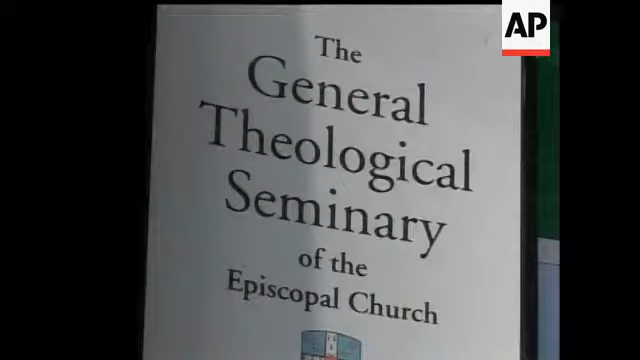 AP
The
General
Theological
Seminary
of the
Episcopal Church